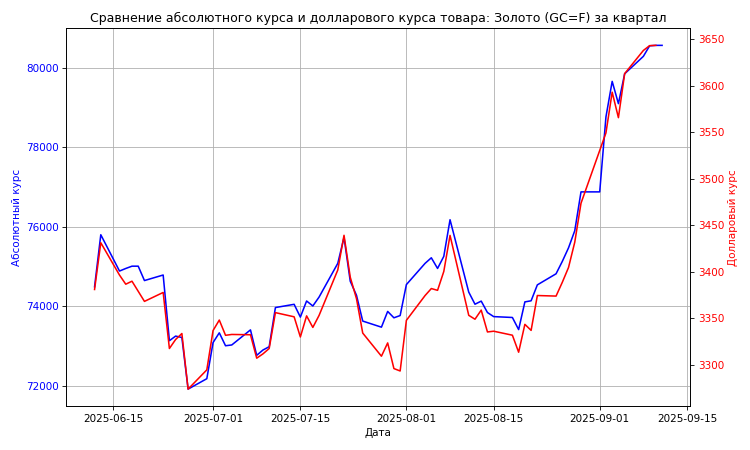 Сравнение абсолютного курса и долларового курса товара: Золото (GC=F) за квартал
3650
80000
3600
3550
78000
3500
Абсолютный курс
Долларовый курс
76000
3450
3400
74000
3350
3300
72000
2025-06-15 2025-07-01 2025-07-15 2025-08-01 2025-08-15 2025-09-01 2025-09-15
Дата